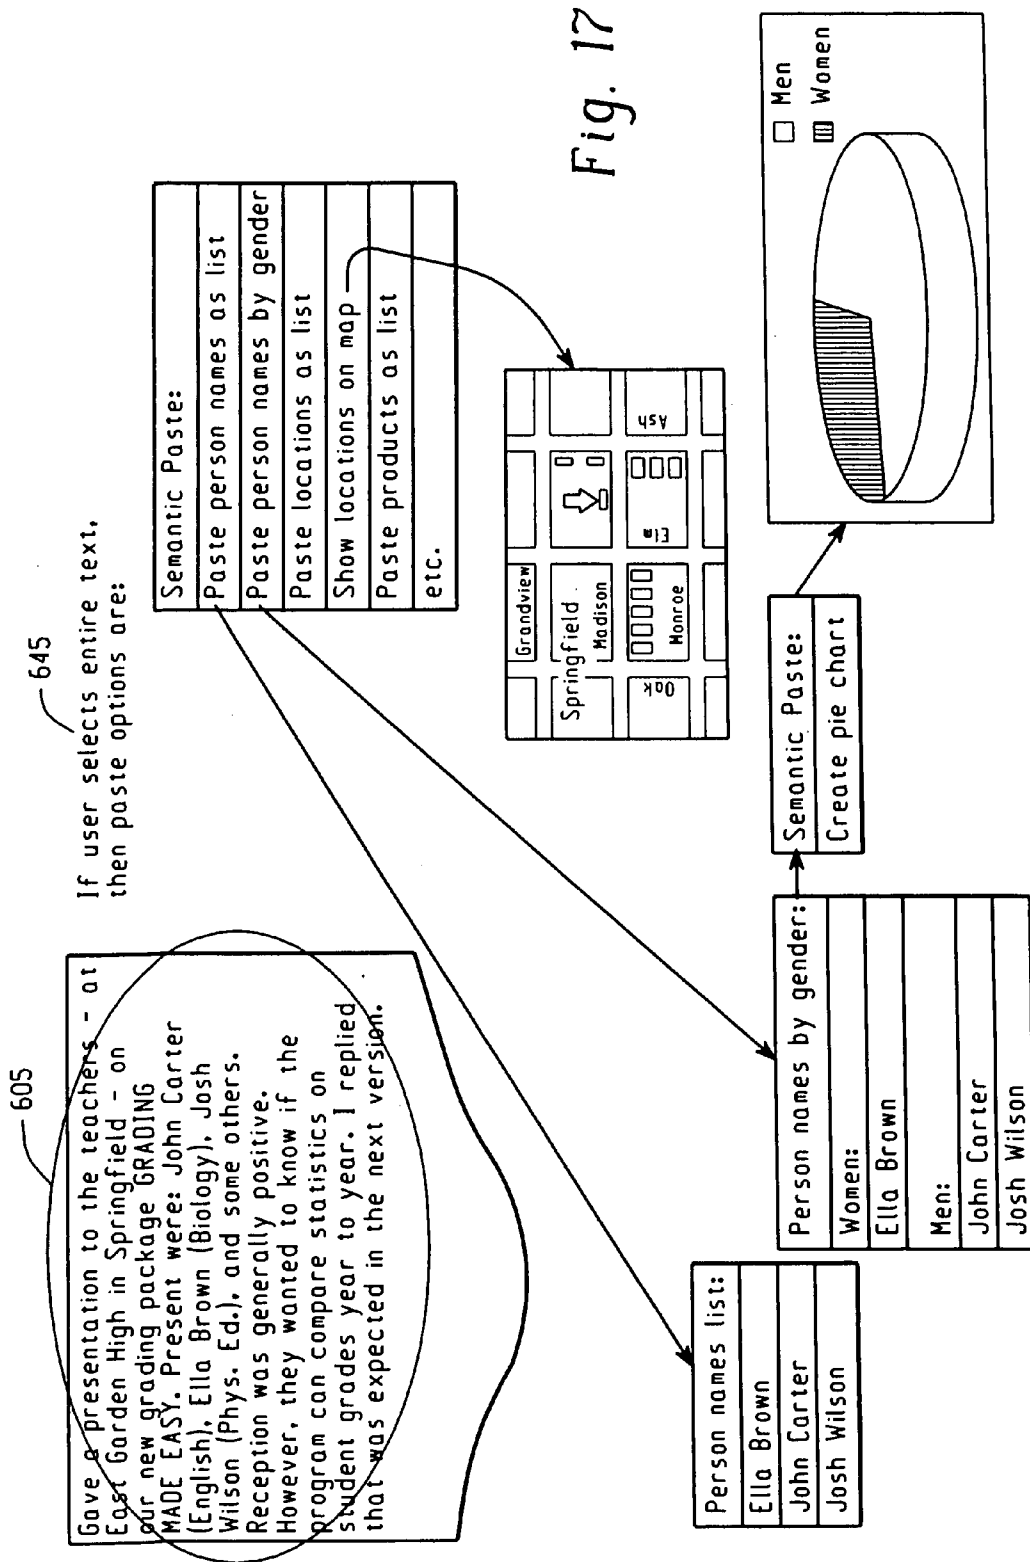 605
Gave a presentation to the teachers - at
East Garden High in Springfield - on
our new grading package GRADING
MADE EASY. Present were: John Carter
(English), Ella Brown (Biology), Josh
Wilson (Phys. Ed.), and some others.
Reception was generally positive.
However, they wanted to know if the
program can compare statistics on
student grades year to year. I replied
that was expected in the next version.
645
If user selects entire text,
then paste options are:
Semantic Paste:
Paste person names as list
Paste person names by gender
Paste locations as list
Show locations on map
Paste products as list
etc.
Person names list:
Ella Brown
John Carter
Josh Wilson
Person names by gender:
Women:
Ella Brown
Men:
John Carter
Josh Wilson
Grandview
Springfield
Madison
Monroe
Oak
Elm
Ash
Semantic Paste:
Create pie chart
Men
Women
Fig. 17